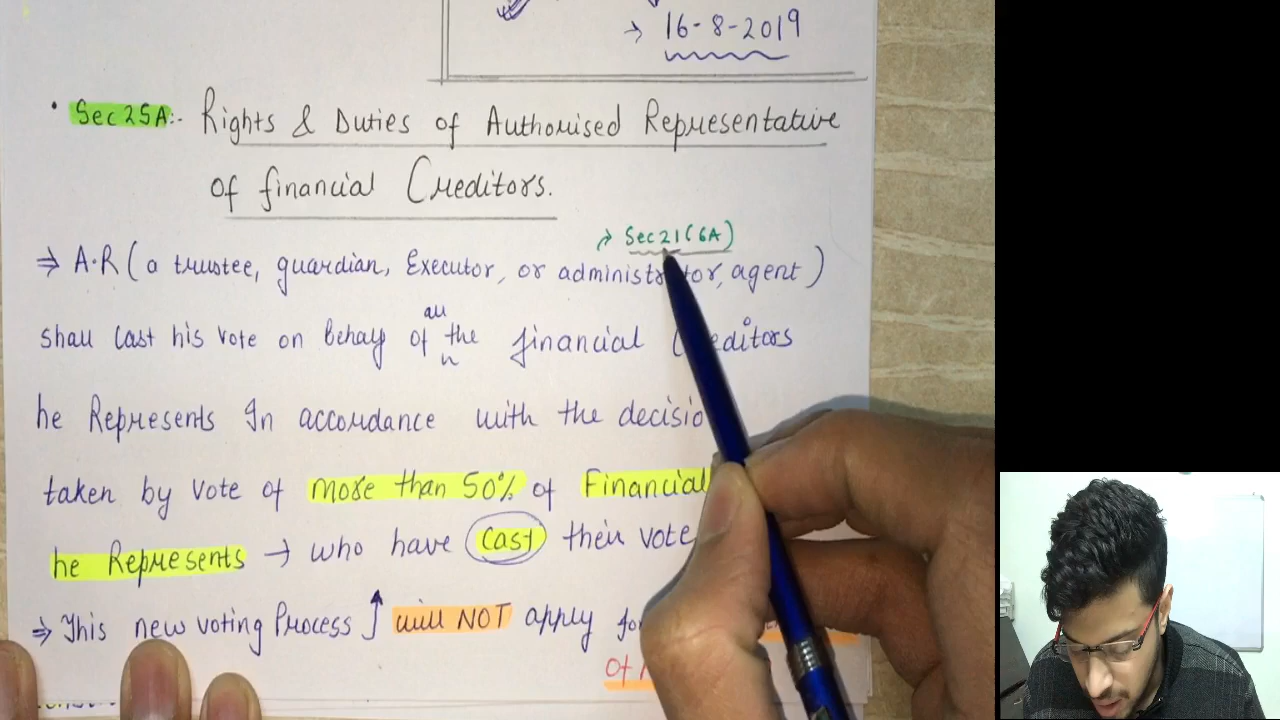 → 16-8-2019
• Sec 25A:- Rights & Duties of Authorised Representative
of financial Creditors.
→ Sec 21(6A)
⇒ A.R ( a trustee, guardian, Executor, or administrator, agent )
all
shall cast his vote on behalf of the financial Creditors
he Represents In accordance with the decisio
taken by vote of more than 50% of Financial
he Represents → who have Cast their vote
⇒ This new voting Process will NOT apply
of